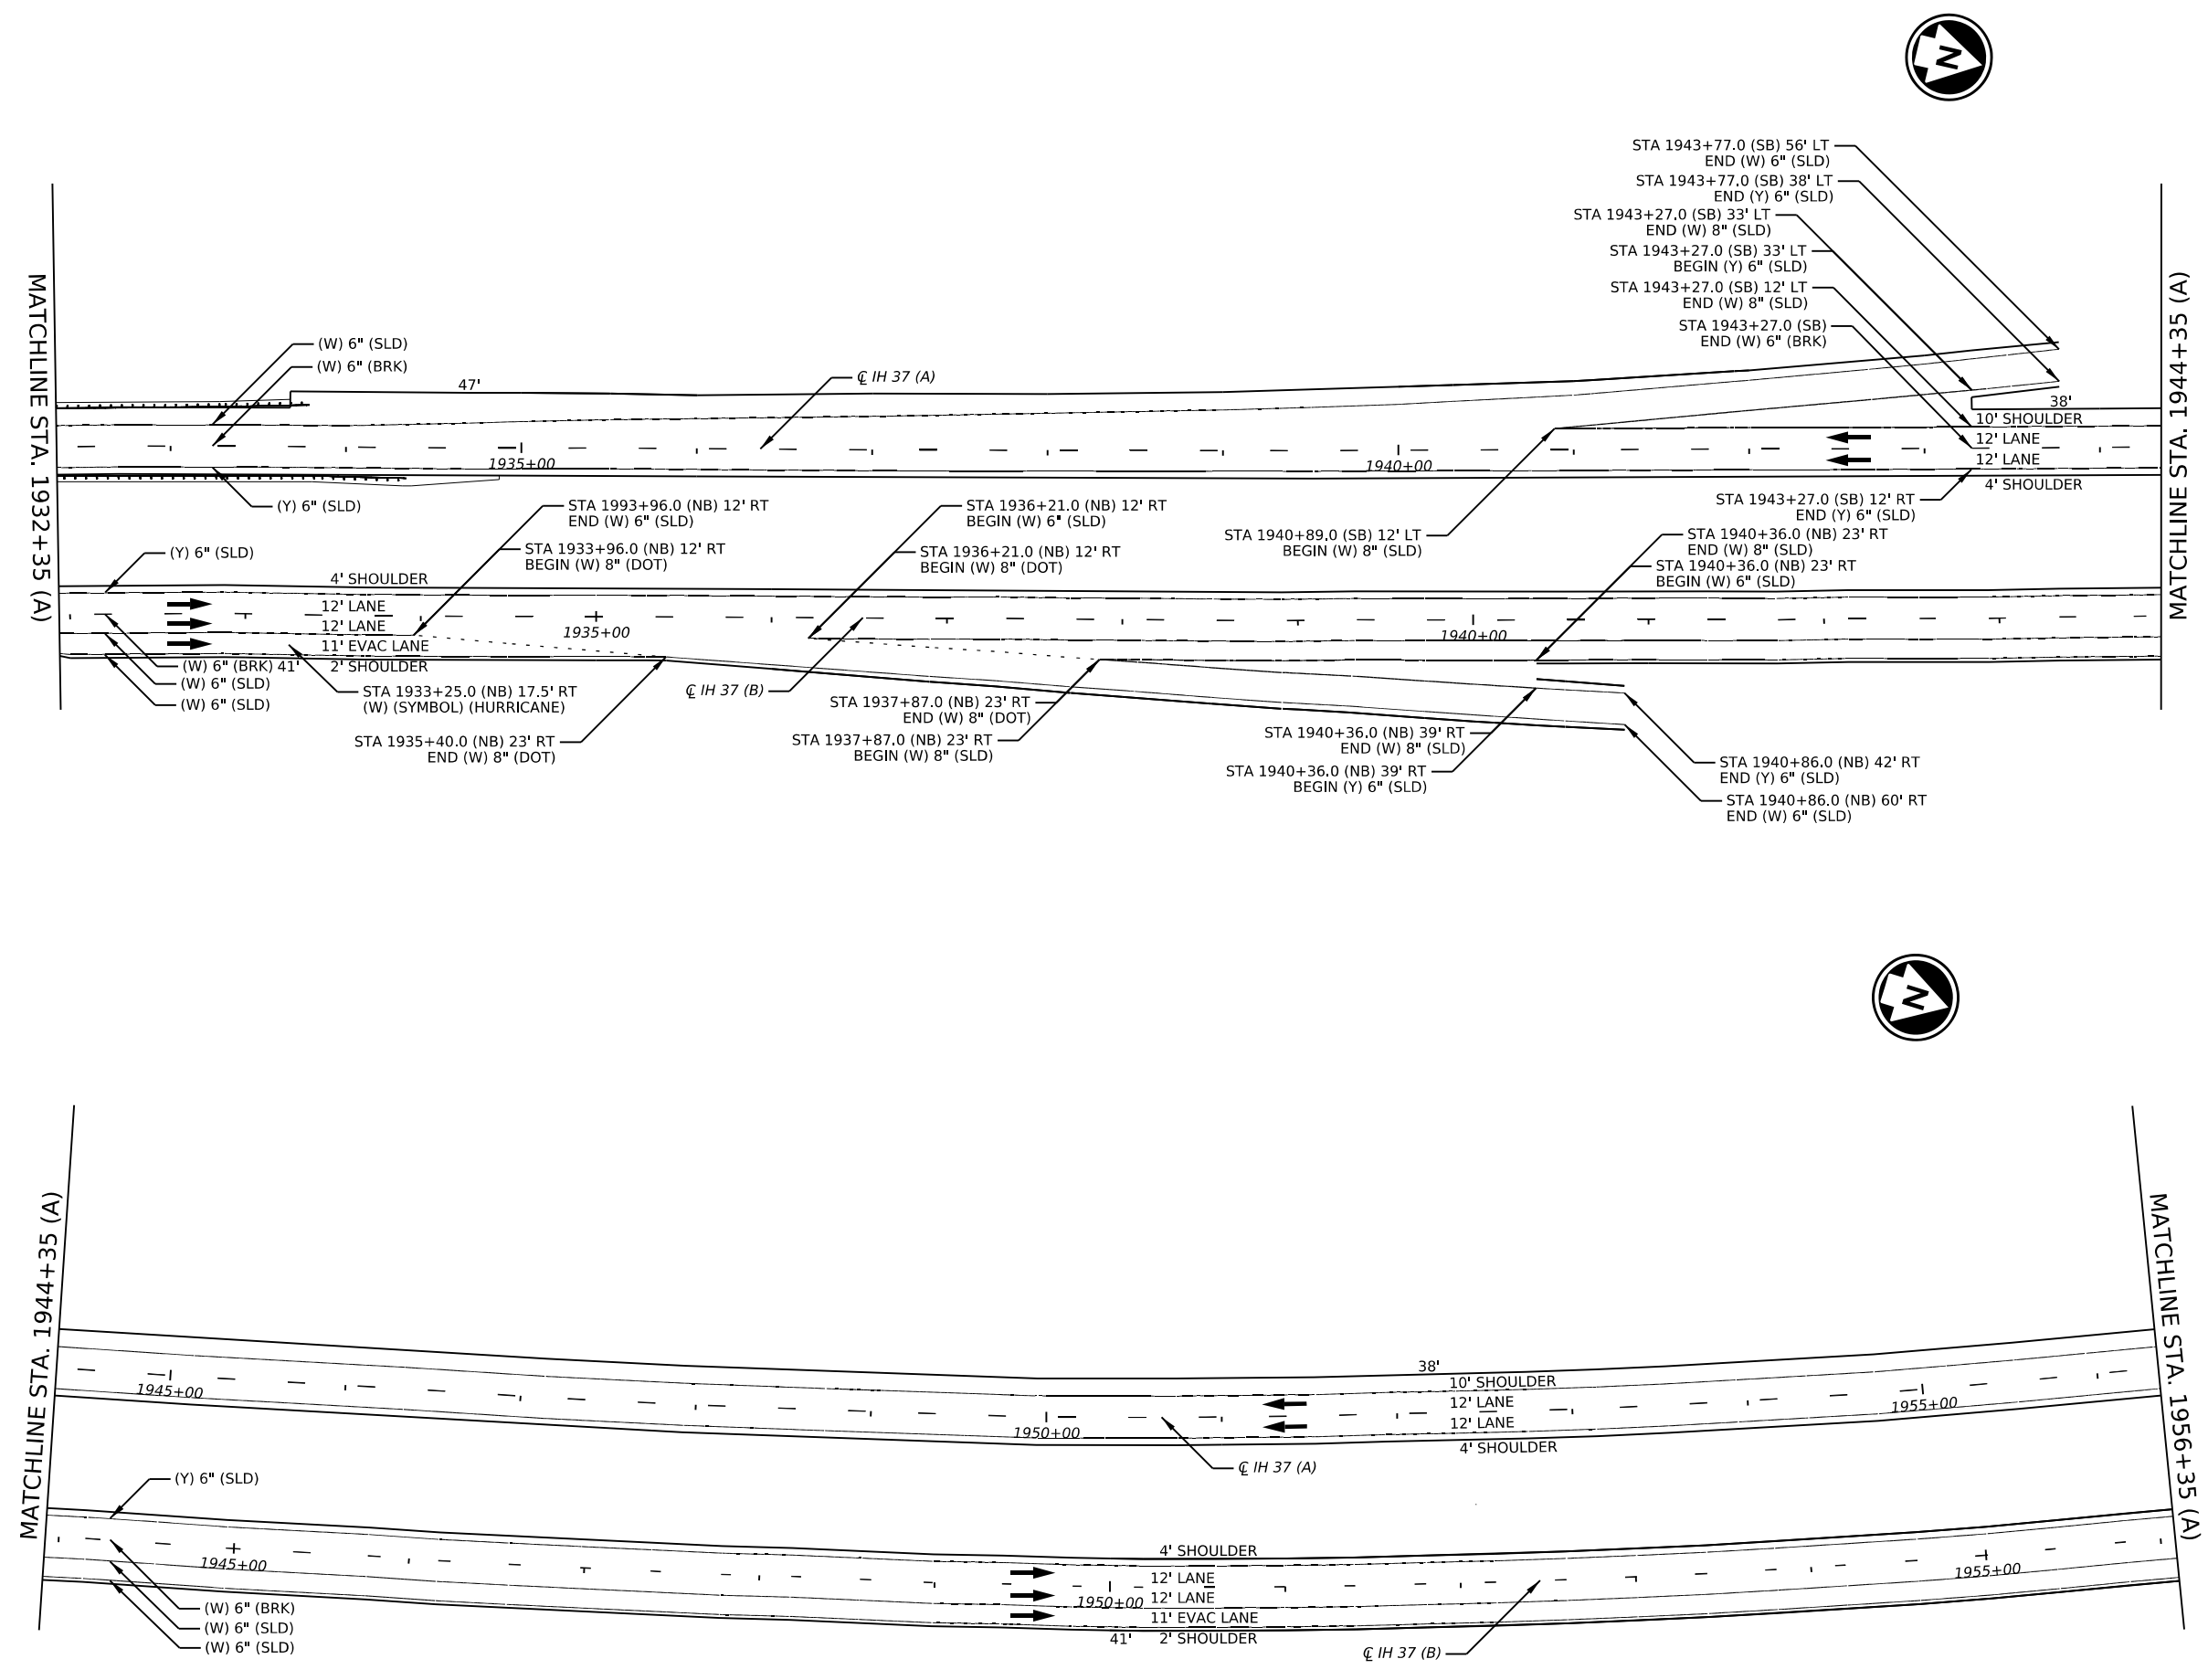 N
STA 1943+77.0 (SB) 56' LT
END (W) 6" (SLD)
STA 1943+77.0 (SB) 38' LT
END (Y) 6" (SLD)
STA 1943+27.0 (SB) 33' LT
END (W) 8" (SLD)
STA 1943+27.0 (SB) 33' LT
BEGIN (Y) 6" (SLD)
STA 1943+27.0 (SB) 12' LT
END (W) 8" (SLD)
STA 1943+27.0 (SB)
END (W) 6" (BRK)
MATCHLINE STA. 1932+35 (A)
MATCHLINE STA. 1944+35 (A)
(W) 6" (SLD)
(W) 6" (BRK)
47'
℄ IH 37 (A)
38'
10' SHOULDER
12' LANE
12' LANE
4' SHOULDER
1935+00
1940+00
(Y) 6" (SLD)
STA 1943+27.0 (SB) 12' RT
END (Y) 6" (SLD)
STA 1993+96.0 (NB) 12' RT
END (W) 6" (SLD)
STA 1933+96.0 (NB) 12' RT
BEGIN (W) 8" (DOT)
STA 1936+21.0 (NB) 12' RT
BEGIN (W) 6" (SLD)
STA 1936+21.0 (NB) 12' RT
BEGIN (W) 8" (DOT)
STA 1940+89.0 (SB) 12' LT
BEGIN (W) 8" (SLD)
STA 1940+36.0 (NB) 23' RT
END (W) 8" (SLD)
STA 1940+36.0 (NB) 23' RT
BEGIN (W) 6" (SLD)
(Y) 6" (SLD)
4' SHOULDER
12' LANE
12' LANE
11' EVAC LANE
2' SHOULDER
1935+00
1940+00
(W) 6" (BRK) 41'
(W) 6" (SLD)
(W) 6" (SLD)
STA 1933+25.0 (NB) 17.5' RT
(W) (SYMBOL) (HURRICANE)
STA 1935+40.0 (NB) 23' RT
END (W) 8" (DOT)
℄ IH 37 (B)
STA 1937+87.0 (NB) 23' RT
END (W) 8" (DOT)
STA 1937+87.0 (NB) 23' RT
BEGIN (W) 8" (SLD)
STA 1940+36.0 (NB) 39' RT
END (W) 8" (SLD)
STA 1940+36.0 (NB) 39' RT
BEGIN (Y) 6" (SLD)
STA 1940+86.0 (NB) 42' RT
END (Y) 6" (SLD)
STA 1940+86.0 (NB) 60' RT
END (W) 6" (SLD)
N
MATCHLINE STA. 1944+35 (A)
MATCHLINE STA. 1956+35 (A)
1945+00
1950+00
1955+00
38'
10' SHOULDER
12' LANE
12' LANE
4' SHOULDER
℄ IH 37 (A)
(Y) 6" (SLD)
1945+00
1950+00
1955+00
4' SHOULDER
12' LANE
12' LANE
11' EVAC LANE
41'
2' SHOULDER
(W) 6" (BRK)
(W) 6" (SLD)
(W) 6" (SLD)
℄ IH 37 (B)